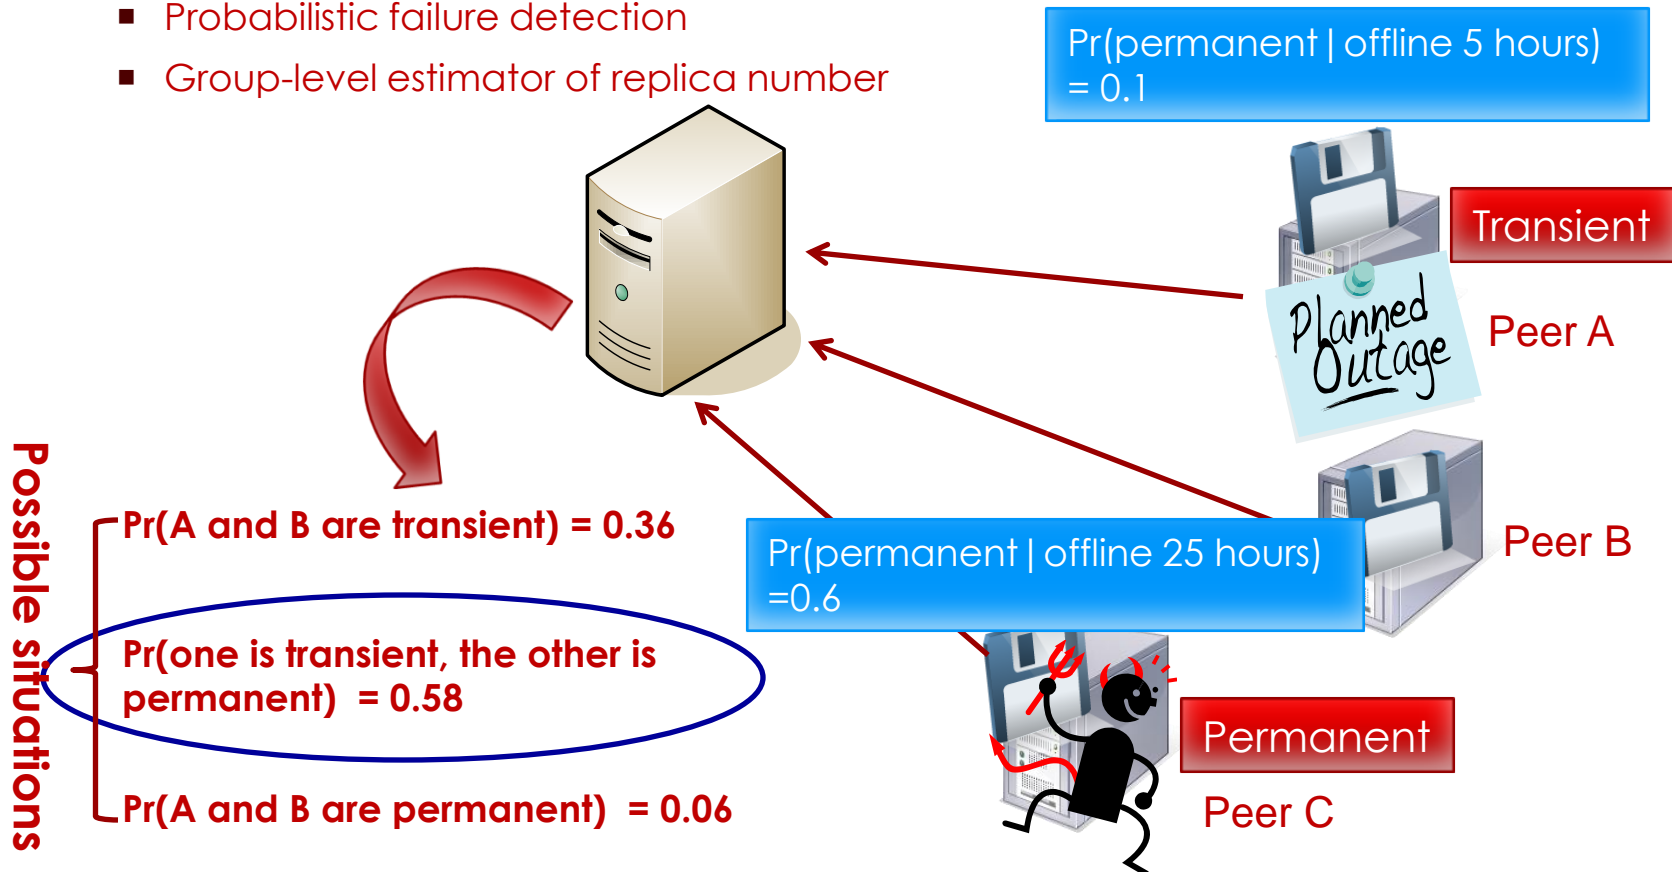 ▪ Probabilistic failure detection
▪ Group-level estimator of replica number
Pr(permanent|offline 5 hours)
= 0.1
Transient
Planned
Outage
Peer A
Peer B
Pr(permanent|offline 25 hours)
=0.6
Permanent
Peer C
Possible situations
Pr(A and B are transient) = 0.36
Pr(one is transient, the other is
permanent) = 0.58
Pr(A and B are permanent) = 0.06